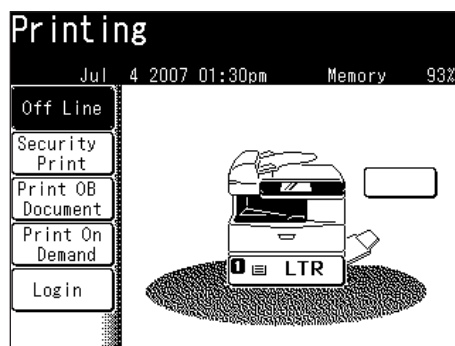 Printing
Jul 4 2007 01:30pm Memory 93%
Off Line
Security
Print
Print OB
Document
Print On
Demand
Login
1 LTR